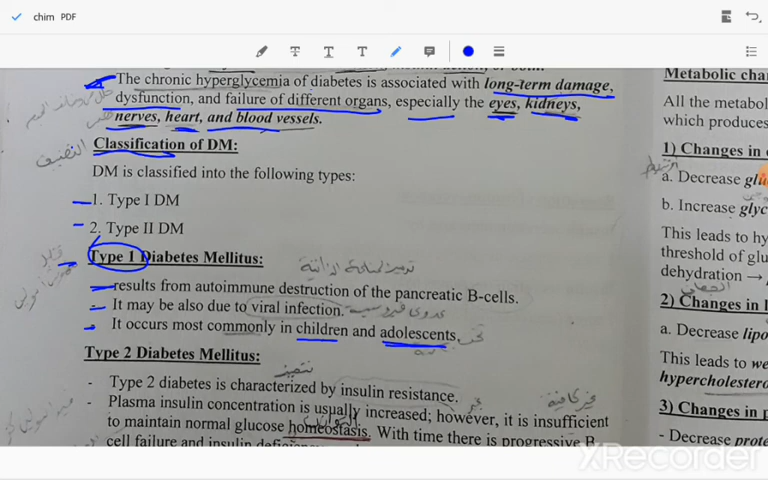 chim PDF
The chronic hyperglycemia of diabetes is associated with long-term damage,
dysfunction, and failure of different organs, especially the eyes, kidneys,
nerves, heart, and blood vessels.
Classification of DM:
التصنيف
DM is classified into the following types:
1. Type I DM
2. Type II DM
Type 1 Diabetes Mellitus:
results from autoimmune destruction of the pancreatic B-cells.
It may be also due to viral infection.
It occurs most commonly in children and adolescents.
Type 2 Diabetes Mellitus:
- Type 2 diabetes is characterized by insulin resistance.
- Plasma insulin concentration is usually increased; however, it is insufficient
to maintain normal glucose homeostasis. With time there is progressive B
cell failure and insulin
Metabolic cha
All the metabol
which produces
1) Changes in
a. Decrease glu
b. Increase glyc
This leads to hy
threshold of glu
dehydration →
2) Changes in l
a. Decrease lipo
This leads to we
hypercholestero
3) Changes in p
- Decrease prote
XRecorder